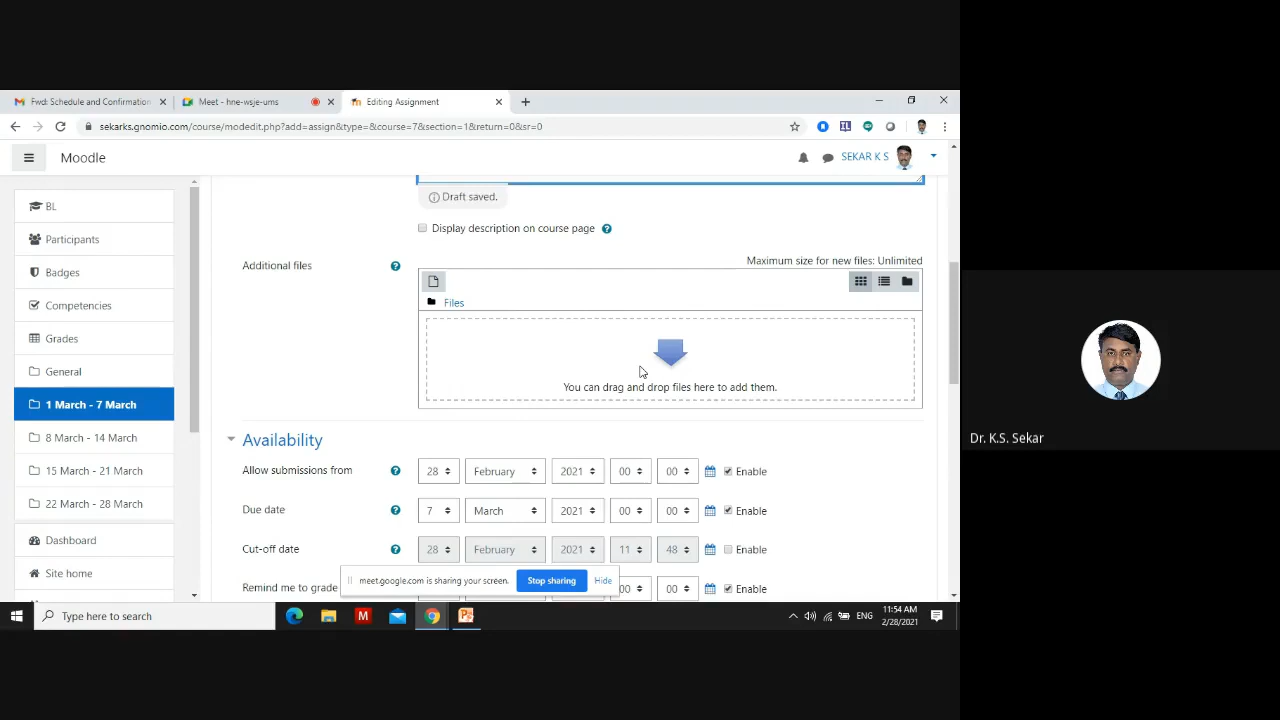 Fwd: Schedule and Confirmation
Meet - hne-wsje-ums
Editing Assignment
sekarks.gnomio.com/course/modedit.php?add=assign&type=&course=7&section=1&return=0&sr=0
Moodle
SEKAR K S
BL
Participants
Badges
Competencies
Grades
General
1 March - 7 March
8 March - 14 March
15 March - 21 March
22 March - 28 March
Dashboard
Site home
Draft saved.
Display description on course page
Additional files
Maximum size for new files: Unlimited
Files
You can drag and drop files here to add them.
Availability
Allow submissions from 28 February 2021 00 00 Enable
Due date 7 March 2021 00 00 Enable
Cut-off date 28 February 2021 11 48 Enable
Remind me to grade 00 Enable
meet.google.com is sharing your screen. Stop sharing Hide
Type here to search
ENG
11:54 AM
2/28/2021
Dr. K.S. Sekar